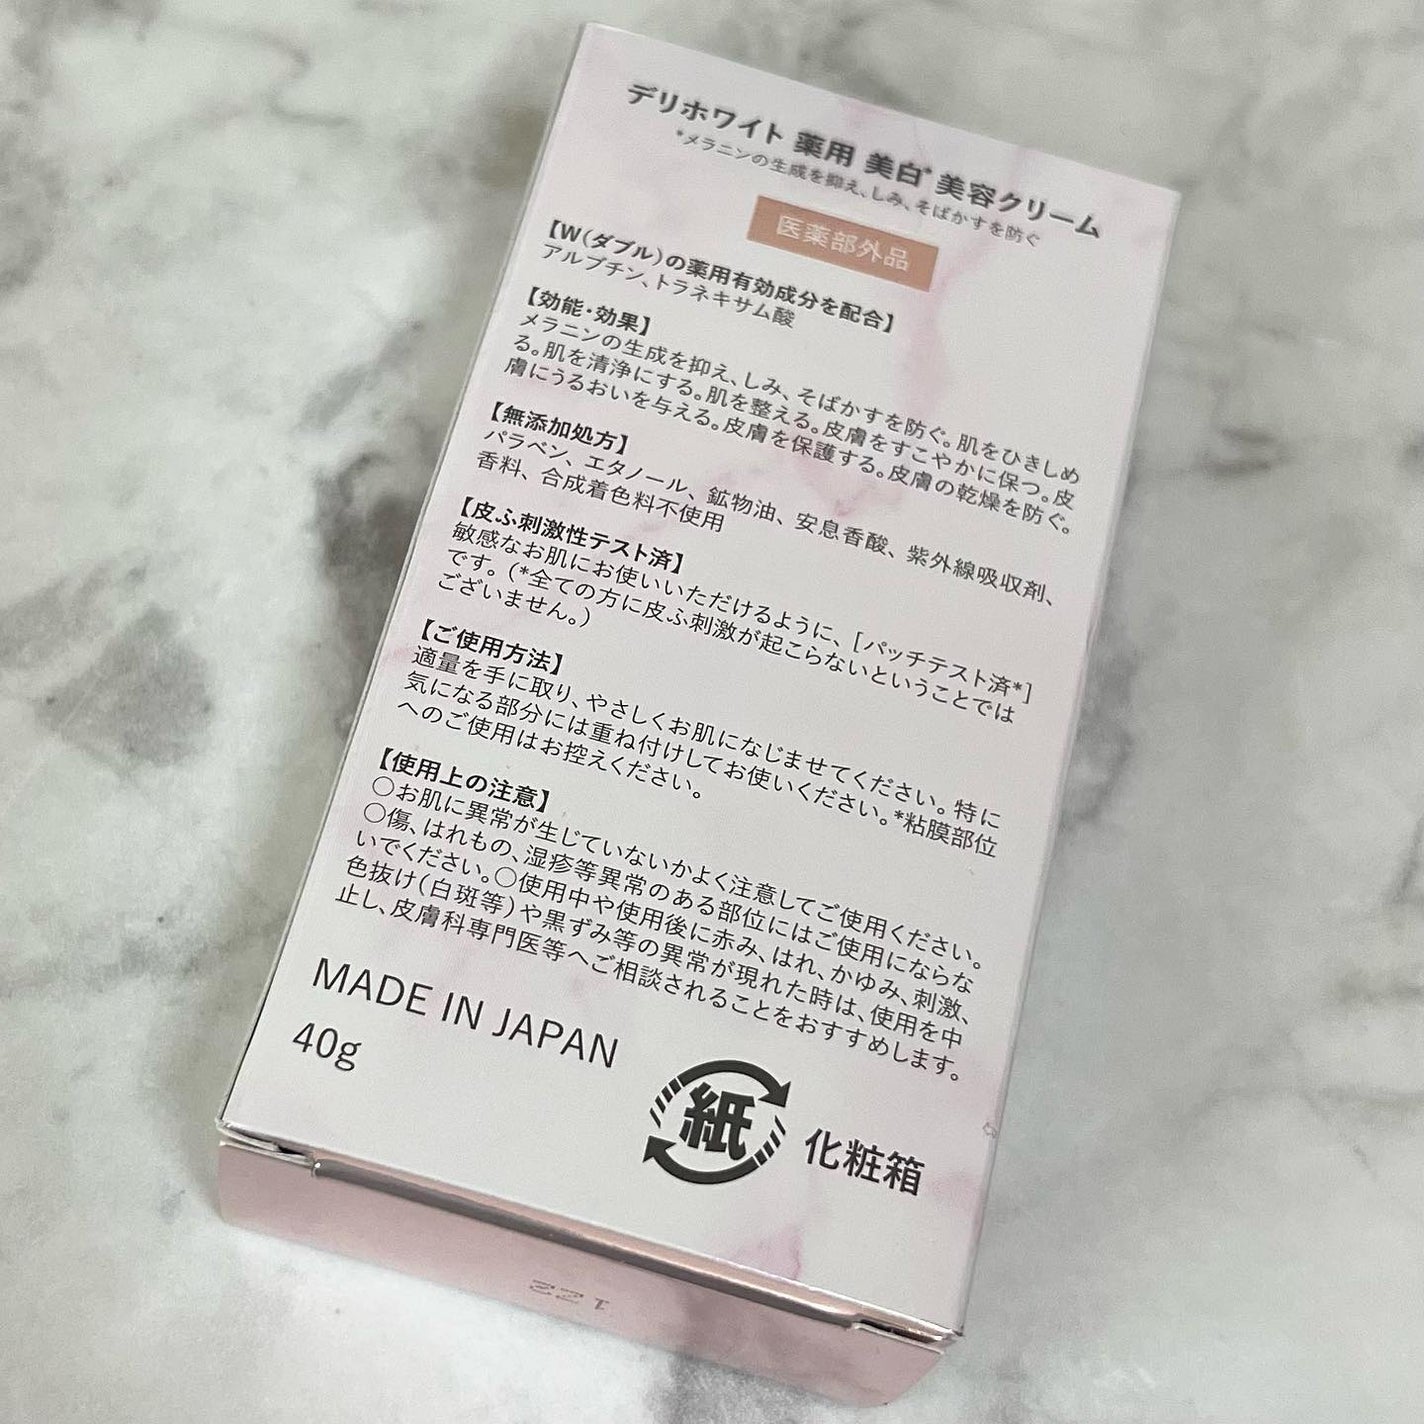 デリホワイト 薬用 美白* 美容クリーム
*メラニンの生成を抑え、しみ、そばかすを防ぐ
医薬部外品
【W(ダブル)の薬用有効成分を配合】
アルブチン、トラネキサム酸
【効能・効果】
メラニンの生成を抑え、しみ、そばかすを防ぐ。肌をひきしめ
る。肌を清浄にする。肌を整える。皮膚をすこやかに保つ。皮
膚にうるおいを与える。皮膚を保護する。皮膚の乾燥を防ぐ。
【無添加処方】
パラベン、エタノール、鉱物油、安息香酸、紫外線吸収剤、
香料、合成着色料不使用
【皮ふ刺激性テスト済】
敏感なお肌にお使いいただけるように、[パッチテスト済*]
です。(*全ての方に皮ふ刺激が起こらないということでは
ございません。)
【ご使用方法】
適量を手に取り、やさしくお肌になじませてください。特に
気になる部分には重ね付けしてお使いください。*粘膜部位
へのご使用はお控えください。
【使用上の注意】
○お肌に異常が生じていないかよく注意してご使用ください。
○傷、はれもの、湿疹等異常のある部位にはご使用にならな
いでください。○使用中や使用後に赤み、はれ、かゆみ、刺激、
色抜け(白斑等)や黒ずみ等の異常が現れた時は、使用を中
止し、皮膚科専門医等へご相談されることをおすすめします。
MADE IN JAPAN
40g
紙
化粧箱